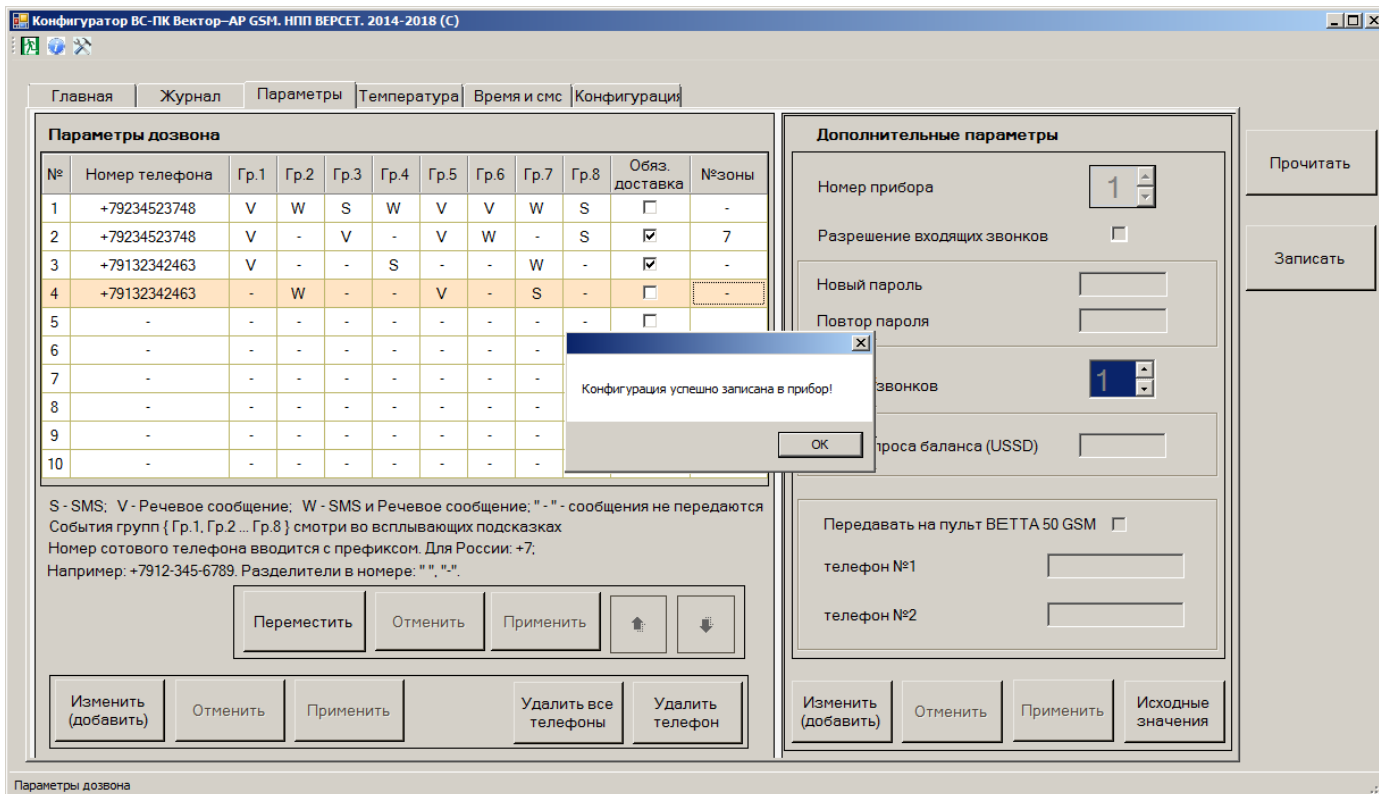 Конфигуратор ВС-ПК Вектор–АР GSM. НПП ВЕРСЕТ. 2014-2018 (C)
Главная Журнал Параметры Температура Время и смс Конфигурация
Параметры дозвона
№ Номер телефона Гр.1 Гр.2 Гр.3 Гр.4 Гр.5 Гр.6 Гр.7 Гр.8 Обяз. доставка №зоны
1 +79234523748 V W S W V V W S -
2 +79234523748 V - V - V W - S 7
3 +79132342463 V - - S - - W - -
4 +79132342463 - W - - V - S - -
5 - - - - - - - - -
6 - - - - - - - -
7 - - - - - - - -
8 - - - - - - - -
9 - - - - - - - -
10 - - - - - - - -
S - SMS; V - Речевое сообщение; W - SMS и Речевое сообщение; " - " - сообщения не передаются
События групп { Гр.1, Гр.2 ... Гр.8 } смотри во всплывающих подсказках
Номер сотового телефона вводится с префиксом. Для России: +7;
Например: +7912-345-6789. Разделители в номере: " ", "-".
Переместить Отменить Применить
Изменить (добавить) Отменить Применить Удалить все телефоны Удалить телефон
Конфигурация успешно записана в прибор!
OK
Дополнительные параметры
Номер прибора 1
Разрешение входящих звонков
Новый пароль
Повтор пароля
звонков 1
проса баланса (USSD)
Передавать на пульт BETTA 50 GSM
телефон №1
телефон №2
Изменить (добавить) Отменить Применить Исходные значения
Прочитать
Записать
Параметры дозвона